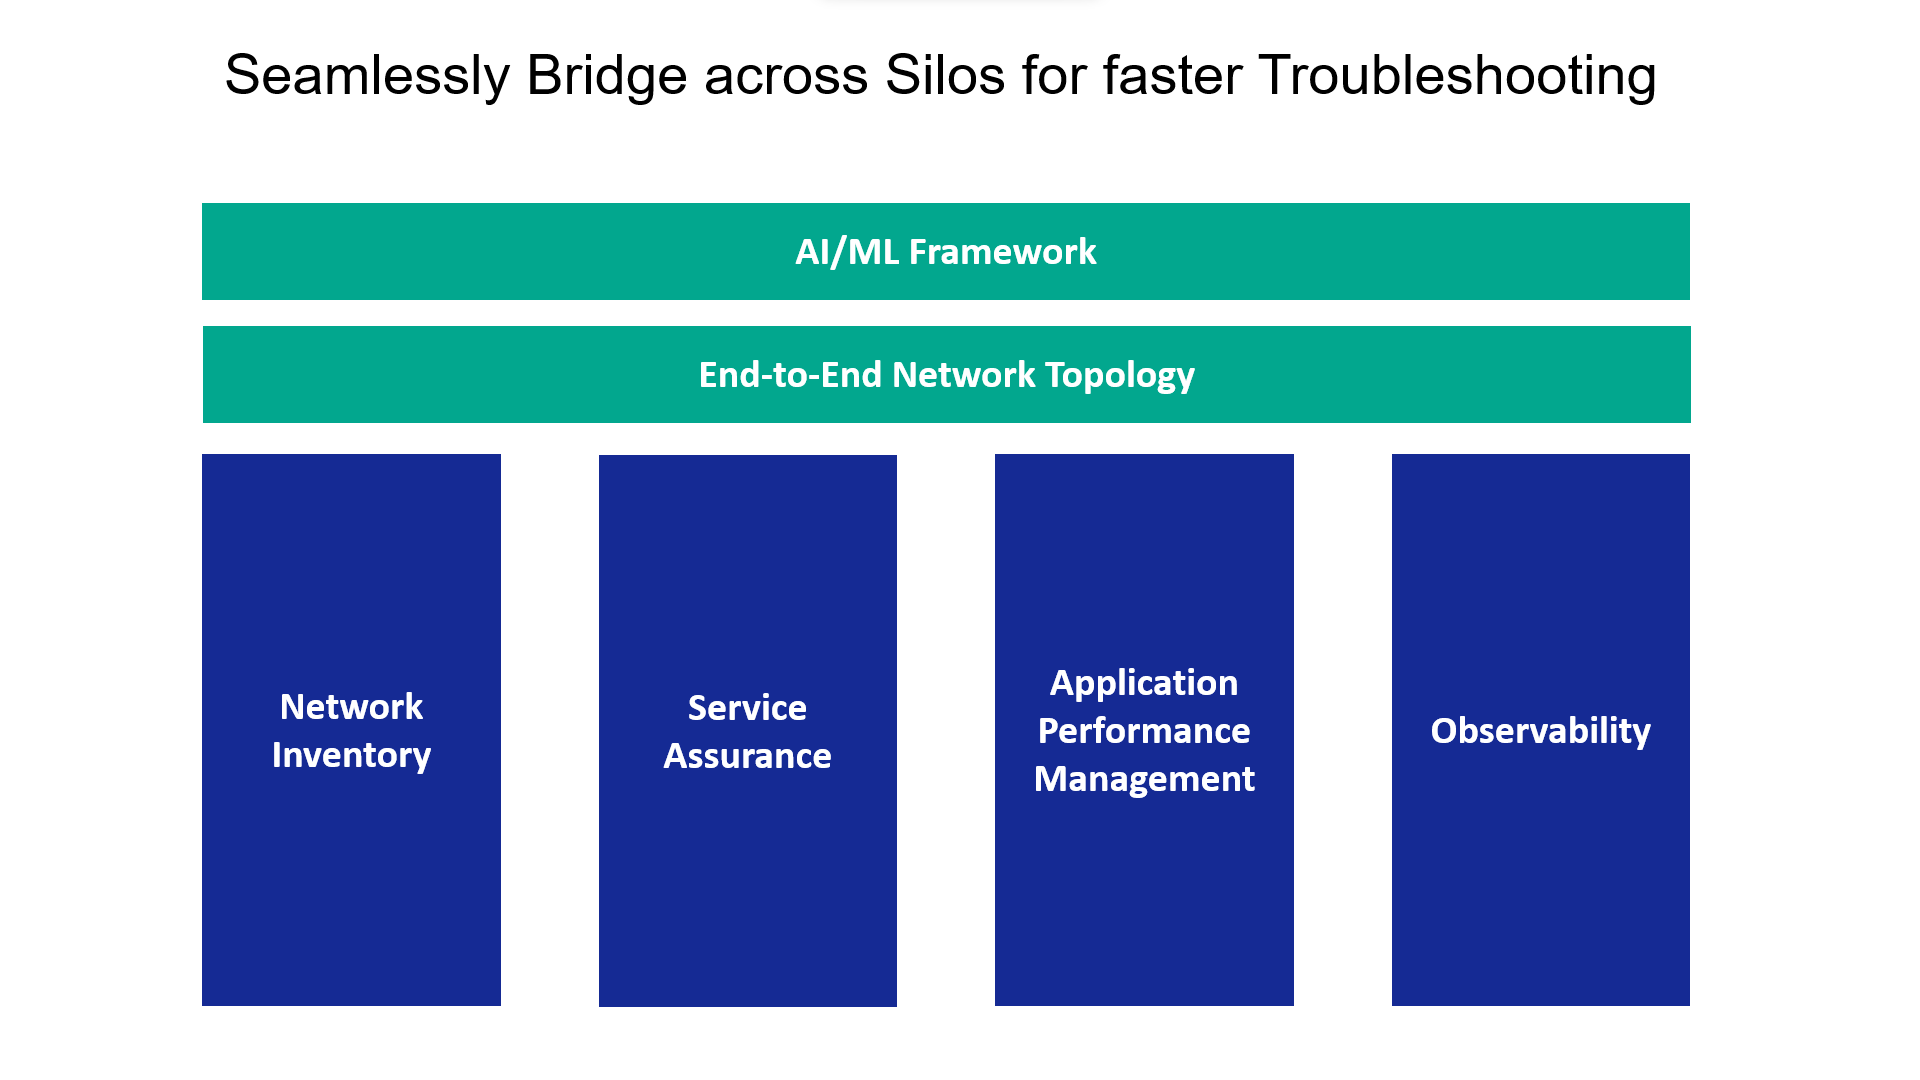 Seamlessly Bridge across Silos for faster Troubleshooting
AI/ML Framework
End-to-End Network Topology
Network
Inventory
Service
Assurance
Application
Performance
Management
Observability